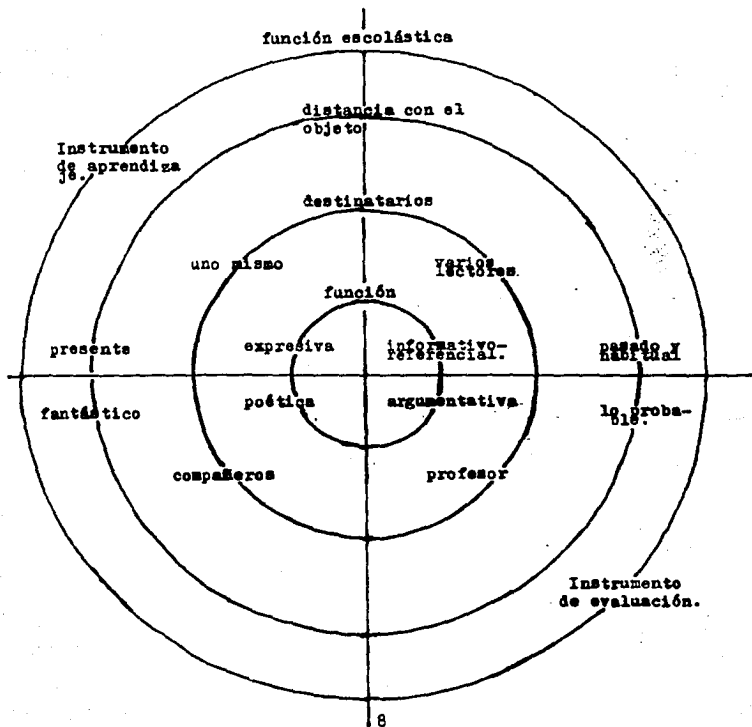 función escolástica
distancia con el
objeto
Instrumento
de aprendiza
je.
destinatarios
uno mismo
varios
lectores.
función
presente
expresiva
informativo-
referencial.
pasado y
habitual
fantástico
poética
argumentativa
lo proba-
ble.
compañeros
profesor
Instrumento
de evaluación.
8